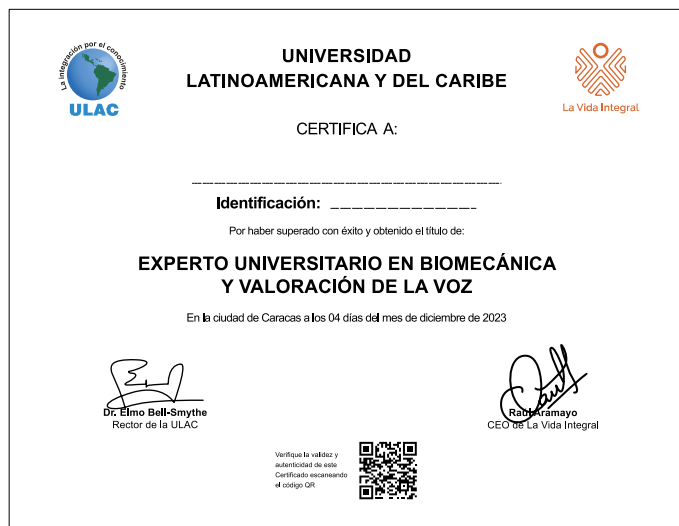 La integración por el conocimiento
ULAC
UNIVERSIDAD
LATINOAMERICANA Y DEL CARIBE
La Vida Integral
CERTIFICA A:
Identificación:
Por haber superado con éxito y obtenido el título de:
EXPERTO UNIVERSITARIO EN BIOMECÁNICA
Y VALORACIÓN DE LA VOZ
En la ciudad de Caracas a los 04 días del mes de diciembre de 2023
Dr. Elmo Bell-Smythe
Rector de la ULAC
Raúl Aramayo
CEO de La Vida Integral
Verifique la validez y
autenticidad de este
Certificado escaneando
el código QR